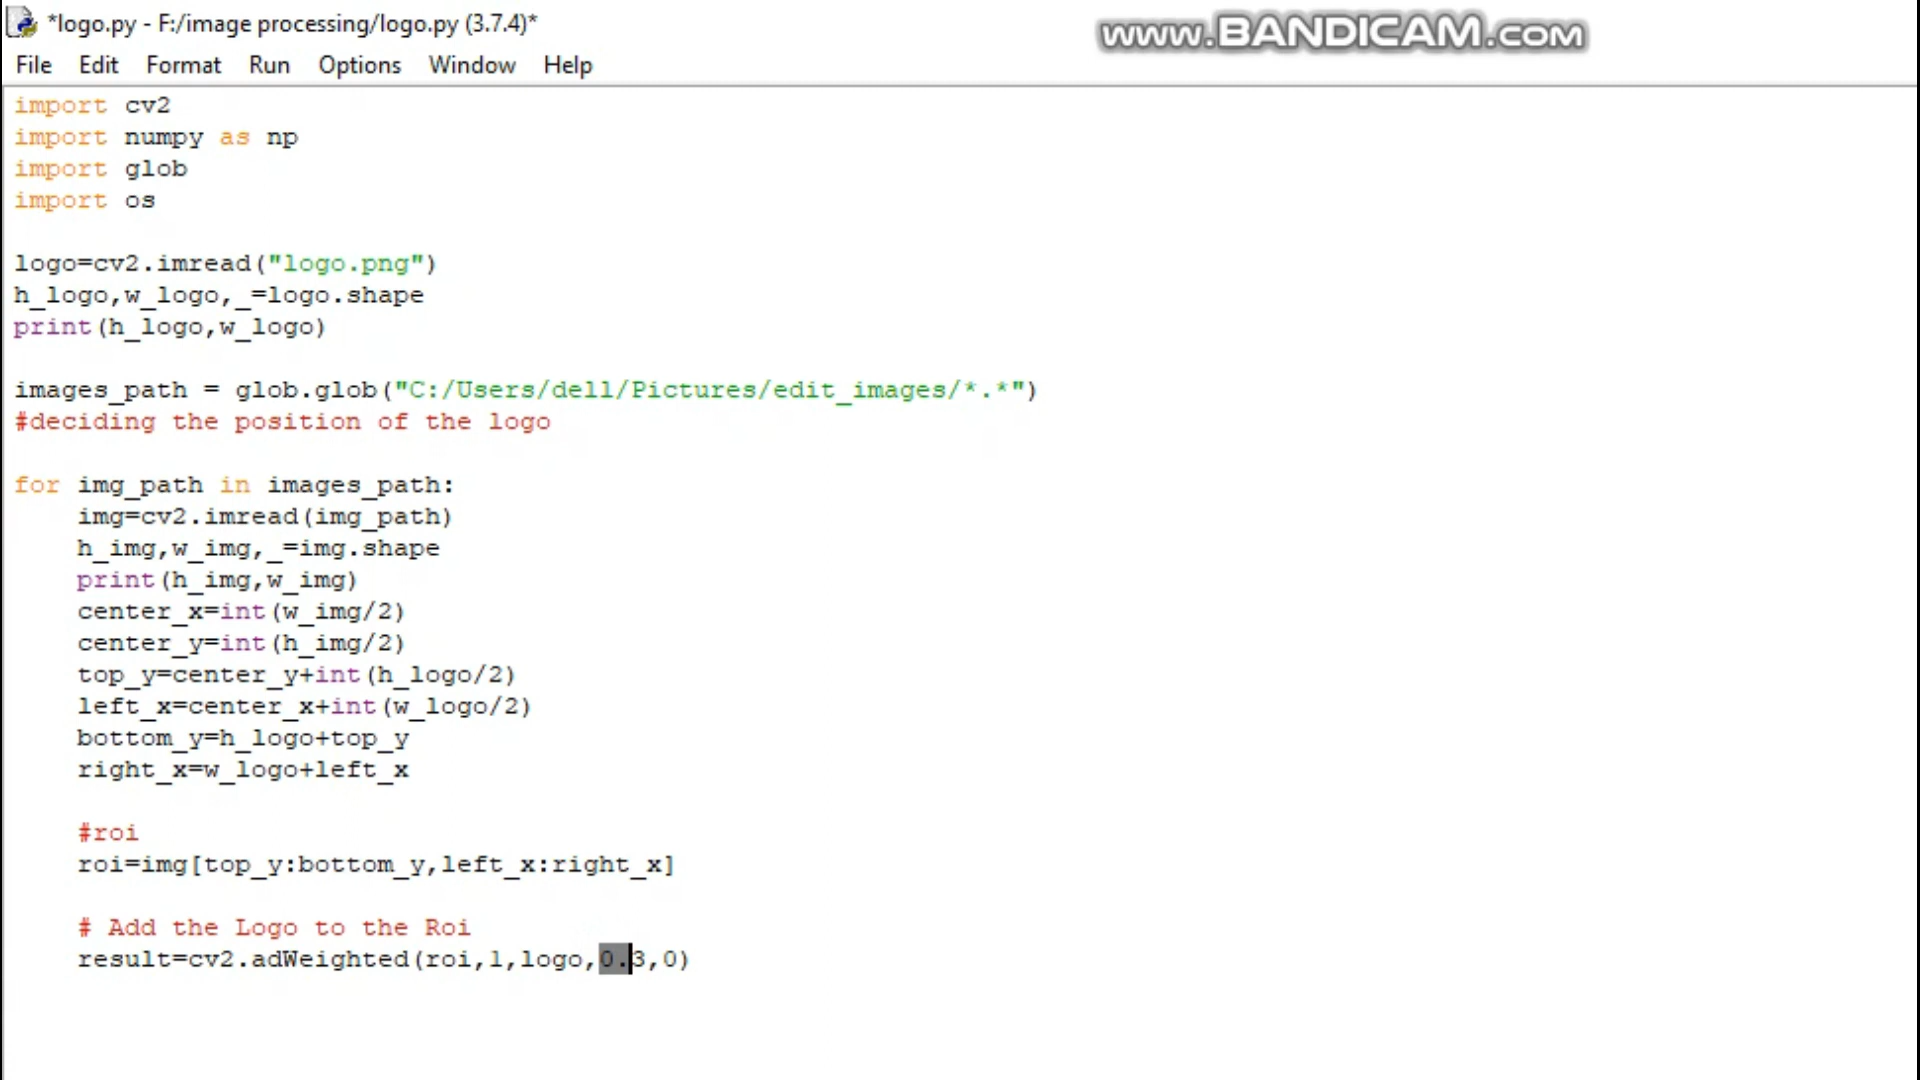 *logo.py - F:/image processing/logo.py (3.7.4)*
www.BANDICAM.com
File Edit Format Run Options Window Help
import cv2
import numpy as np
import glob
import os
logo=cv2.imread("logo.png")
h_logo,w_logo,_=logo.shape
print(h_logo,w_logo)
images_path = glob.glob("C:/Users/dell/Pictures/edit_images/*.*")
#deciding the position of the logo
for img_path in images_path:
    img=cv2.imread(img_path)
    h_img,w_img,_=img.shape
    print(h_img,w_img)
    center_x=int(w_img/2)
    center_y=int(h_img/2)
    top_y=center_y+int(h_logo/2)
    left_x=center_x+int(w_logo/2)
    bottom_y=h_logo+top_y
    right_x=w_logo+left_x
    #roi
    roi=img[top_y:bottom_y,left_x:right_x]
    # Add the Logo to the Roi
    result=cv2.adWeighted(roi,1,logo,0.3,0)